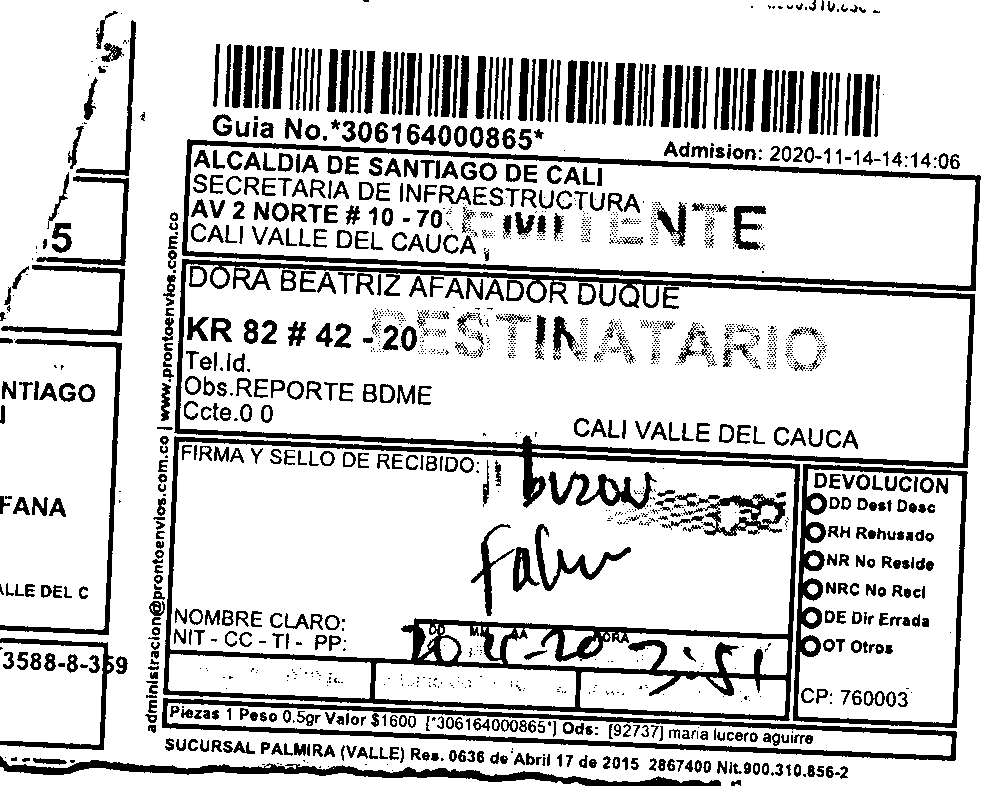 Guia No.*306164000865*
Admision: 2020-11-14-14:14:06
ALCALDIA DE SANTIAGO DE CALI
SECRETARIA DE INFRAESTRUCTURA
AV 2 NORTE # 10 - 70
CALI VALLE DEL CAUCA
DORA BEATRIZ AFANADOR DUQUE
KR 82 # 42 - 20
DESTINATARIO
Tel.Id.
Obs.REPORTE BDME
Ccte.0 0
CALI VALLE DEL CAUCA
FIRMA Y SELLO DE RECIBIDO:
buzon
NOMBRE CLARO:
NIT - CC - TI - PP:
DD MM AA HORA
3:51
DEVOLUCION
DD Dest Desc
RH Rehusado
NR No Reside
NRC No Recl
DE Dir Errada
OT Otros
CP: 760003
Piezas 1 Peso 0.5gr Valor $1600 [*306164000865*] Ods: [92737] maria lucero aguirre
SUCURSAL PALMIRA (VALLE) Res. 0636 de Abril 17 de 2015 2867400 Nit.900.310.856-2
administracion@prontoenvios.com.co | www.prontoenvios.com.co
5
NTIAGO
FANA
ALLE DEL C
3588-8-359